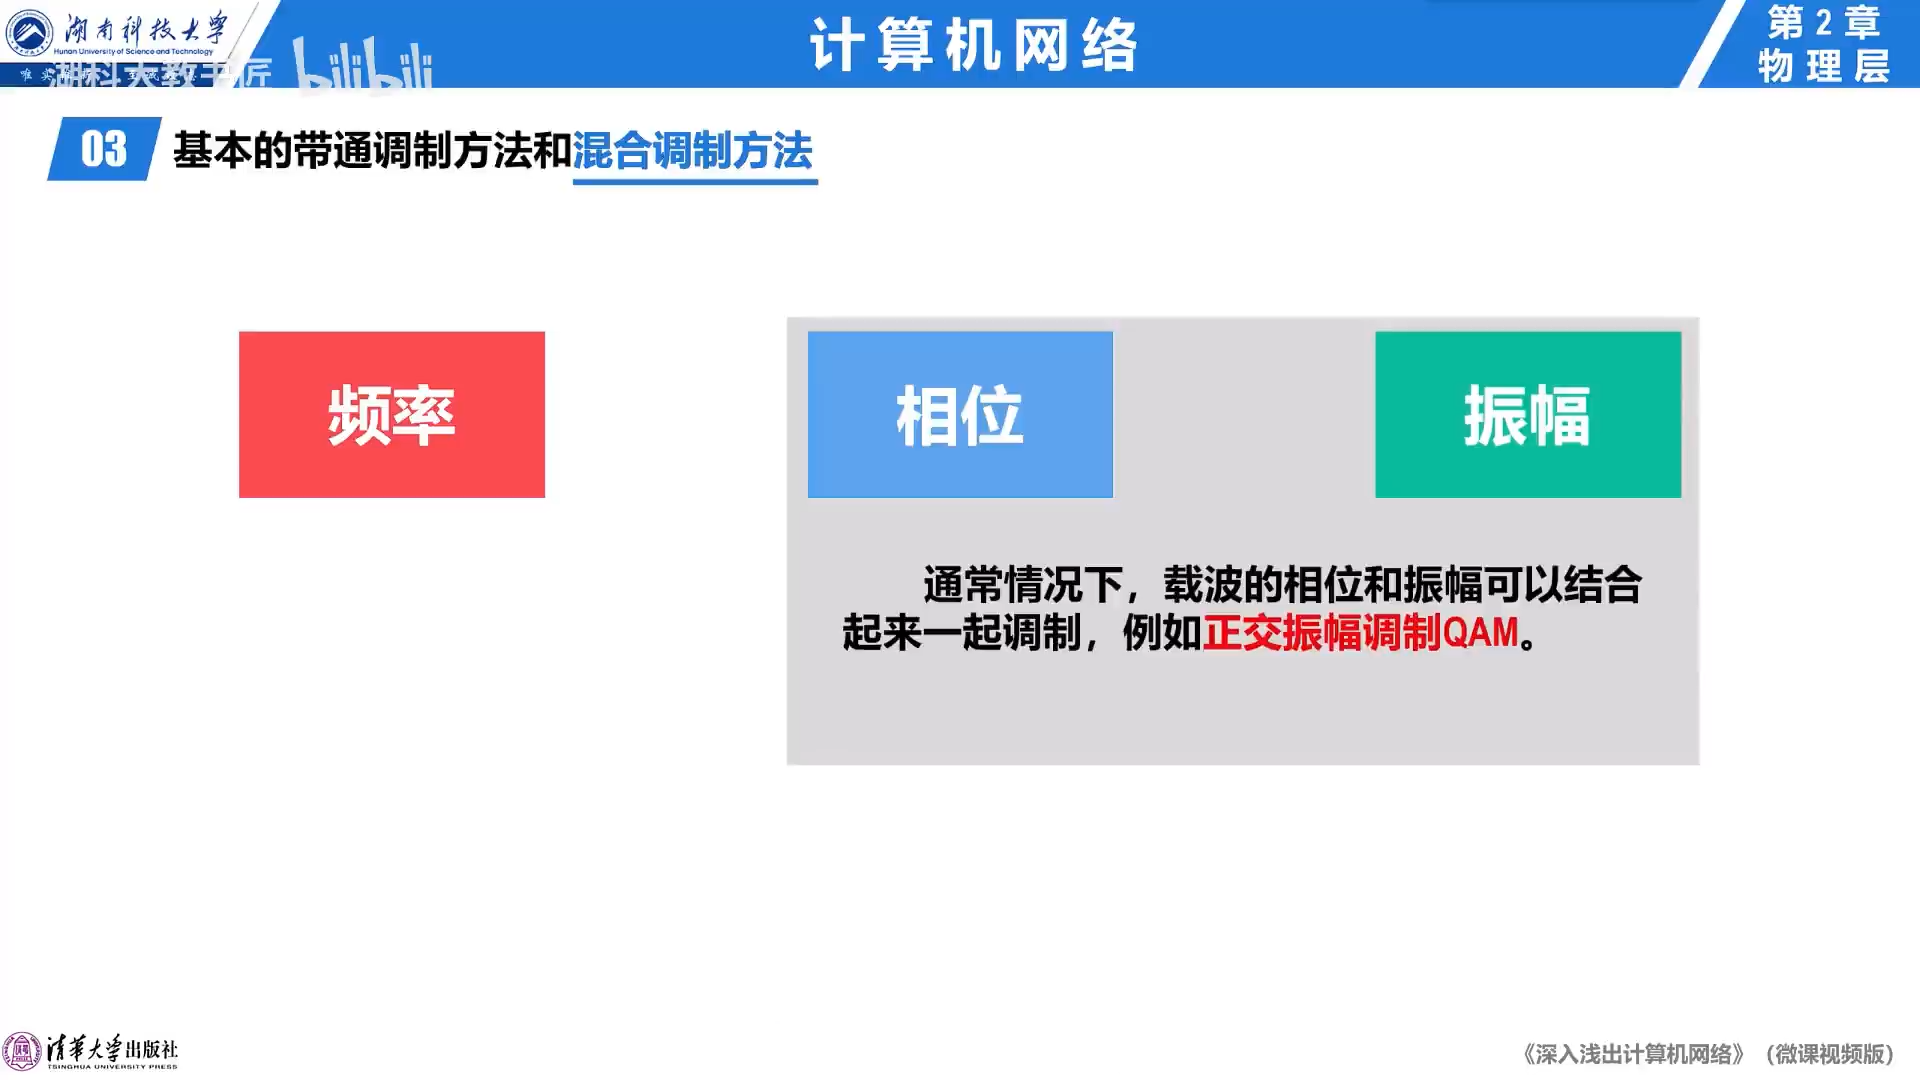 湖南科技大学
Hunan University of Science and Technology
湖科大教书匠 bilibili
计算机网络
第 2 章
物理层
03 基本的带通调制方法和混合调制方法
频率
相位
振幅
通常情况下，载波的相位和振幅可以结合
起来一起调制，例如正交振幅调制QAM。
清华大学出版社
TSINGHUA UNIVERSITY PRESS
《深入浅出计算机网络》（微课视频版）